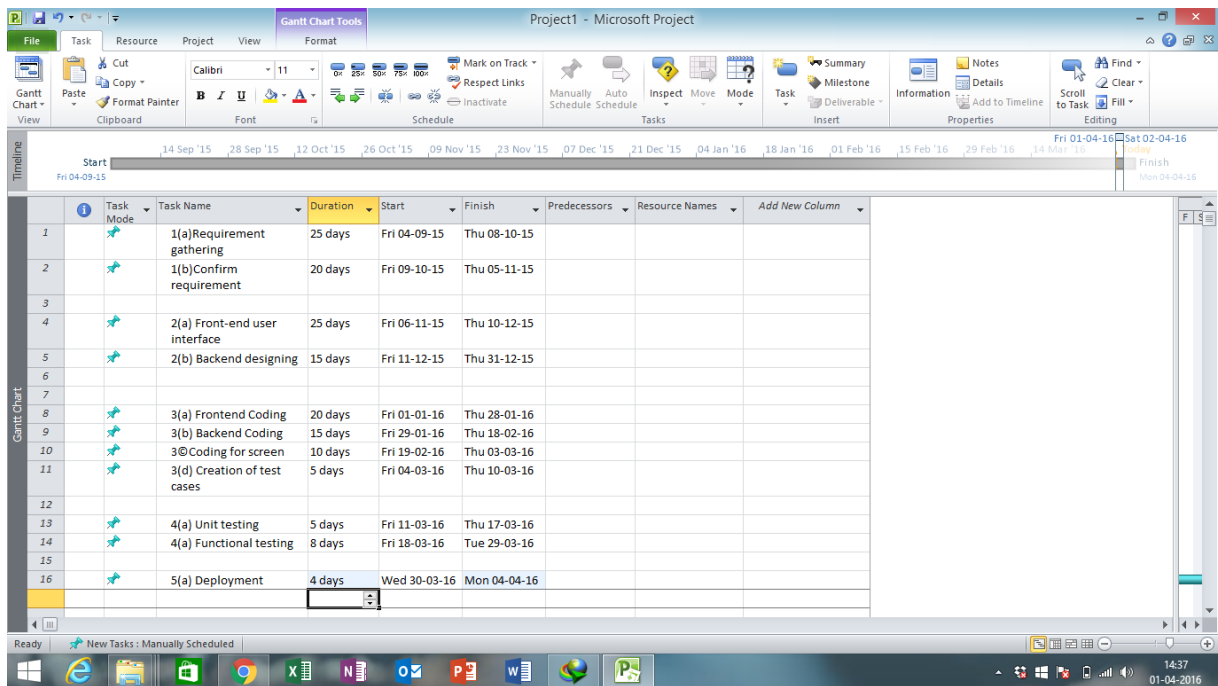 Gantt Chart Tools
Project1 - Microsoft Project
File Task Resource Project View Format
Gantt Chart
View
Paste
Cut
Copy
Format Painter
Clipboard
Calibri 11
B I U A
Font
0x 25x 50x 75x 100x
Mark on Track
Respect Links
Inactivate
Schedule
Manually Schedule
Auto Schedule
Inspect
Move
Mode
Tasks
Task
Summary
Milestone
Deliverable
Insert
Information
Notes
Details
Add to Timeline
Properties
Scroll to Task
Find
Clear
Fill
Editing
Timeline
Fri 01-04-16 Sat 02-04-16
14 Sep '15 28 Sep '15 12 Oct '15 26 Oct '15 09 Nov '15 23 Nov '15 07 Dec '15 21 Dec '15 04 Jan '16 18 Jan '16 01 Feb '16 15 Feb '16 29 Feb '16 14 Mar '16 Today
Start
Fri 04-09-15
Finish
Mon 04-04-16
Gantt Chart
Task Mode Task Name Duration Start Finish Predecessors Resource Names Add New Column
F S
1 1(a)Requirement gathering 25 days Fri 04-09-15 Thu 08-10-15
2 1(b)Confirm requirement 20 days Fri 09-10-15 Thu 05-11-15
3
4 2(a) Front-end user interface 25 days Fri 06-11-15 Thu 10-12-15
5 2(b) Backend designing 15 days Fri 11-12-15 Thu 31-12-15
6
7
8 3(a) Frontend Coding 20 days Fri 01-01-16 Thu 28-01-16
9 3(b) Backend Coding 15 days Fri 29-01-16 Thu 18-02-16
10 3©Coding for screen 10 days Fri 19-02-16 Thu 03-03-16
11 3(d) Creation of test cases 5 days Fri 04-03-16 Thu 10-03-16
12
13 4(a) Unit testing 5 days Fri 11-03-16 Thu 17-03-16
14 4(a) Functional testing 8 days Fri 18-03-16 Tue 29-03-16
15
16 5(a) Deployment 4 days Wed 30-03-16 Mon 04-04-16
Ready New Tasks : Manually Scheduled
14:37
01-04-2016